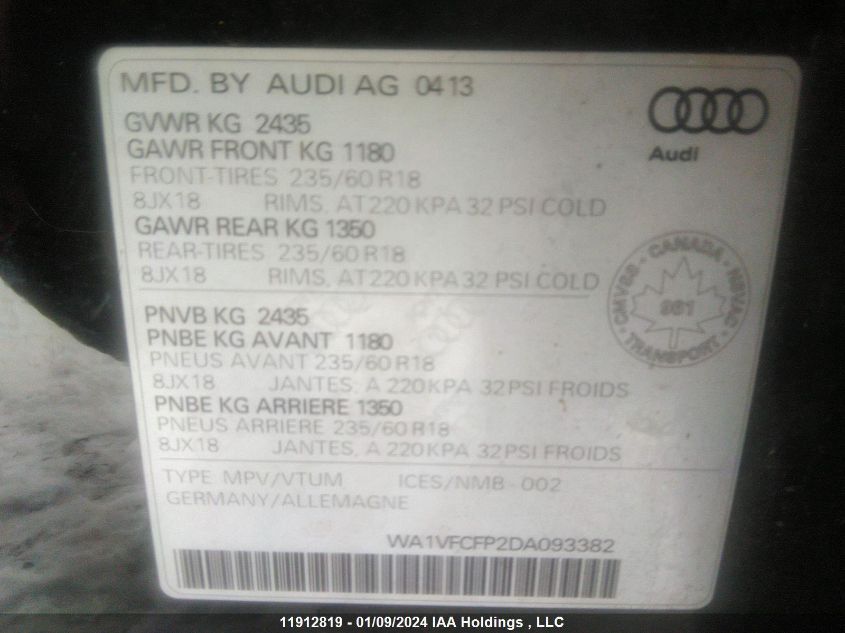 MFD. BY AUDI AG 0413
GVWR KG 2435
GAWR FRONT KG 1180
FRONT-TIRES 235/60 R18
8JX18 RIMS, AT 220 KPA 32 PSI COLD
GAWR REAR KG 1350
REAR-TIRES 235/60 R18
8JX18 RIMS, AT 220 KPA 32 PSI COLD
Audi
CANADA
CMVSS NSVAC
961
TRANSPORT
PNVB KG 2435
PNBE KG AVANT 1180
PNEUS AVANT 235/60 R18
8JX18 JANTES, A 220 KPA 32 PSI FROIDS
PNBE KG ARRIERE 1350
PNEUS ARRIERE 235/60 R18
8JX18 JANTES, A 220 KPA 32 PSI FROIDS
TYPE: MPV/VTUM ICES/NMB - 002
GERMANY/ALLEMAGNE
WA1VFCFP2DA093382
11912819 - 01/09/2024 IAA Holdings , LLC